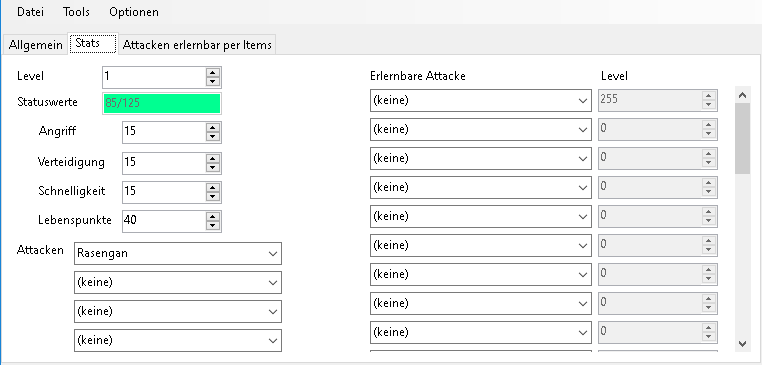 Datei Tools Optionen
Allgemein Stats Attacken erlernbar per Items
Level 1
Statuswerte 85/125
Angriff 15
Verteidigung 15
Schnelligkeit 15
Lebenspunkte 40
Attacken Rasengan
(keine)
(keine)
(keine)
Erlernbare Attacke Level
(keine) 255
(keine) 0
(keine) 0
(keine) 0
(keine) 0
(keine) 0
(keine) 0
(keine) 0
(keine) 0